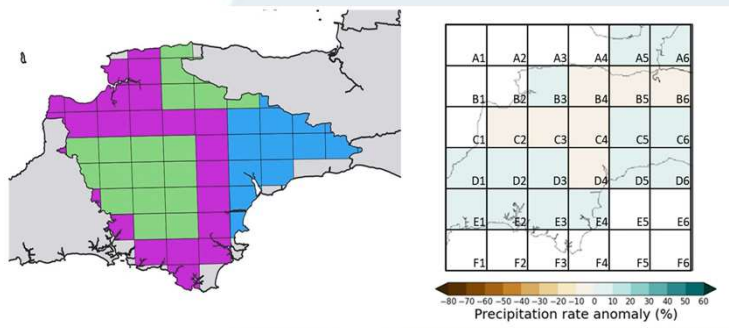 A1 A2 A3 A4 A5 A6
B1 B2 B3 B4 B5 B6
C1 C2 C3 C4 C5 C6
D1 D2 D3 D4 D5 D6
E1 E2 E3 E4 E5 E6
F1 F2 F3 F4 F5 F6
−80 −70 −60 −50 −40 −30 −20 −10 0 10 20 30 40 50 60
Precipitation rate anomaly (%)